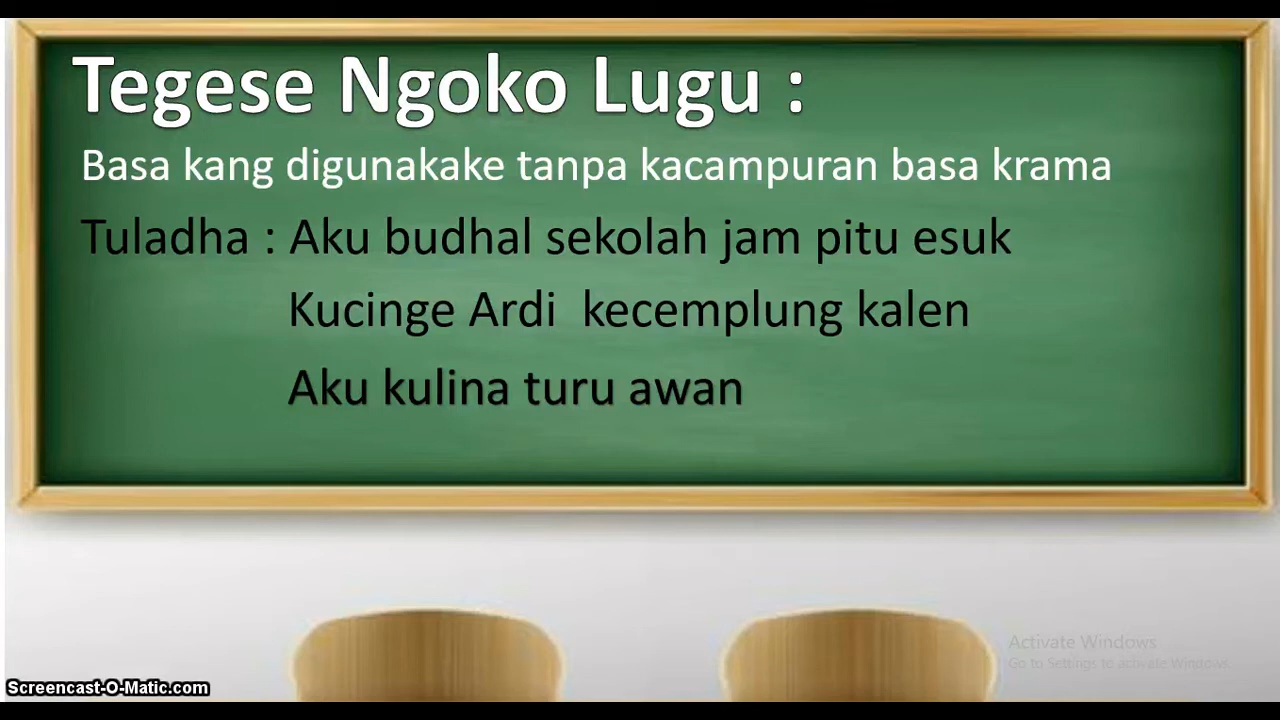 Tegese Ngoko Lugu :
Basa kang digunakake tanpa kacampuran basa krama
Tuladha : Aku budhal sekolah jam pitu esuk
Kucinge Ardi kecemplung kalen
Aku kulina turu awan
Activate Windows
Go to Settings to activate Windows.
Screencast-O-Matic.com